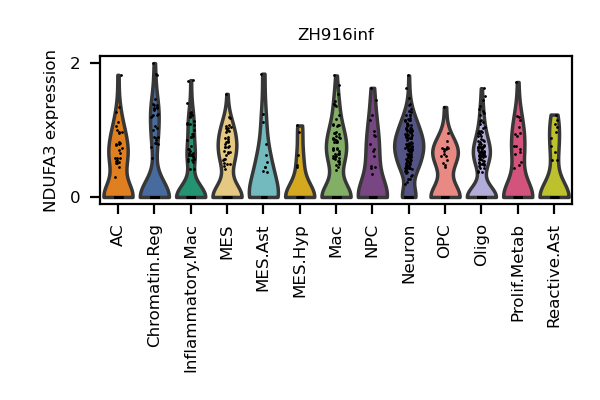 ZH916inf
NDUFA3 expression
2
0
AC
Chromatin.Reg
Inflammatory.Mac
MES
MES.Ast
MES.Hyp
Mac
NPC
Neuron
OPC
Oligo
Prolif.Metab
Reactive.Ast